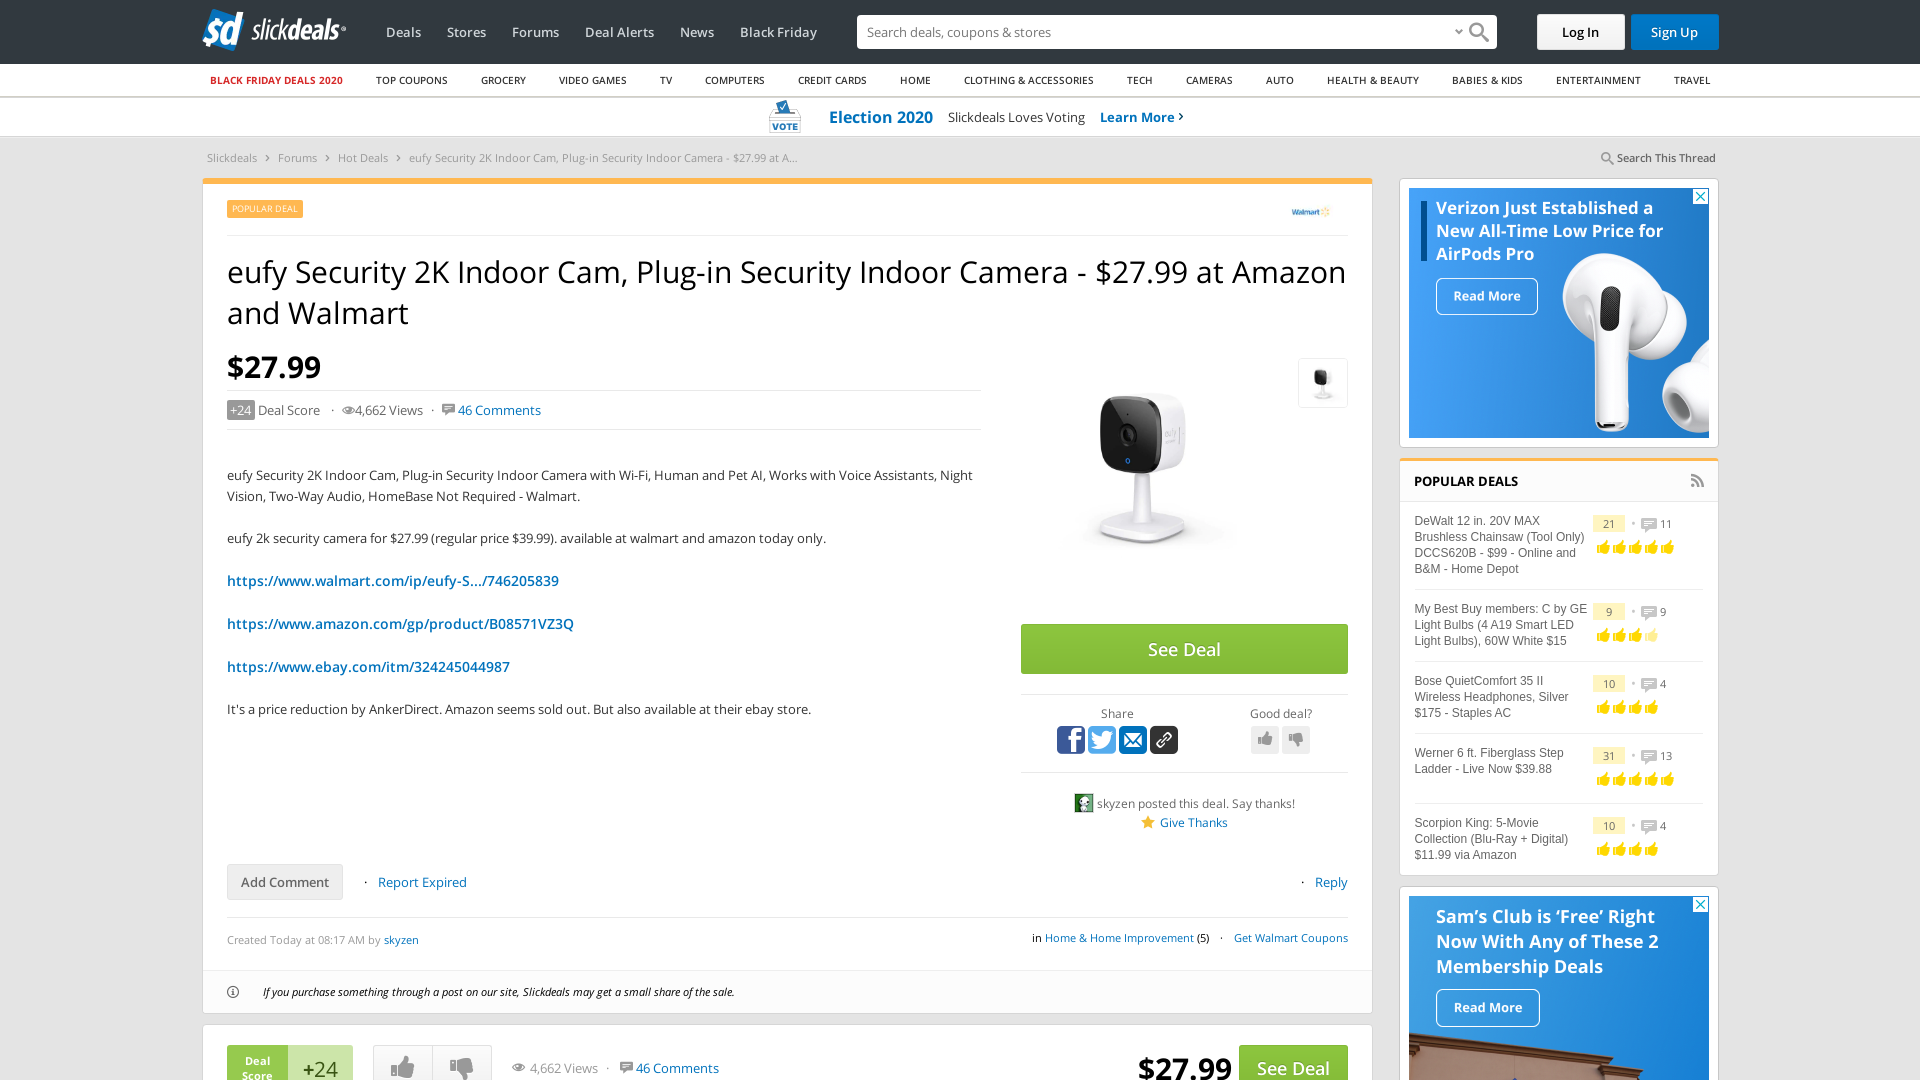 slickdeals
Deals
Stores
Forums
Deal Alerts
News
Black Friday
Search deals, coupons & shops
Log In
Sign Up
BLACK FRIDAY DEALS 2020
TOP COUPONS
GROCERY
VIDEO GAMES
TV
COMPUTERS
CREDIT CARDS
HOME
CLOTHING & ACCESSORIES
TECH
CAMERAS
AUTO
HEALTH & BEAUTY
BABIES & KIDS
ENTERTAINMENT
TRAVEL
VOTE
Election 2020
Slickdeals Loves Voting
Learn More
Slickdeals
Forums
Hot Deals
eufy Security 2K Indoor Cam, Plug-in Security Indoor Camera - $27.99 at A...
Search This Thread
POPULAR DEAL
Walmart
eufy Security 2K Indoor Cam, Plug-in Security Indoor Camera - $27.99 at Amazon
and Walmart
$27.99
+24 Deal Score · 4,662 Views · 46 Comments
eufy Security 2K Indoor Cam, Plug-in Security Indoor Camera with Wi-Fi, Human and Pet AI, Works with Voice Assistants, Night
Vision, Two-Way Audio, HomeBase Not Required - Walmart.
eufy 2k security camera for $27.99 (regular price $39.99). available at walmart and amazon today only.
https://www.walmart.com/ip/eufy-S.../746205839
https://www.amazon.com/gp/product/B08571VZ3Q
https://www.ebay.com/itm/324245044987
It's a price reduction by AnkerDirect. Amazon seems sold out. But also available at their ebay store.
eufy
See Deal
Share
Good deal?
skyzen posted this deal. Say thanks!
Give Thanks
Add Comment
· Report Expired
· Reply
Created Today at 08:17 AM by skyzen
in Home & Home Improvement (5) · Get Walmart Coupons
If you purchase something through a post on our site, Slickdeals may get a small share of the sale.
Deal
Score
+24
4,662 Views · 46 Comments
$27.99
See Deal
Verizon Just Established a
New All-Time Low Price for
AirPods Pro
Read More
POPULAR DEALS
DeWalt 12 in. 20V MAX
Brushless Chainsaw (Tool Only)
DCCS620B - $99 - Online and
B&M - Home Depot
21 • 11
My Best Buy members: C by GE
Light Bulbs (4 A19 Smart LED
Light Bulbs), 60W White $15
9 • 9
Bose QuietComfort 35 II
Wireless Headphones, Silver
$175 - Staples AC
10 • 4
Werner 6 ft. Fiberglass Step
Ladder - Live Now $39.88
31 • 13
Scorpion King: 5-Movie
Collection (Blu-Ray + Digital)
$11.99 via Amazon
10 • 4
Sam's Club is 'Free' Right
Now With Any of These 2
Membership Deals
Read More